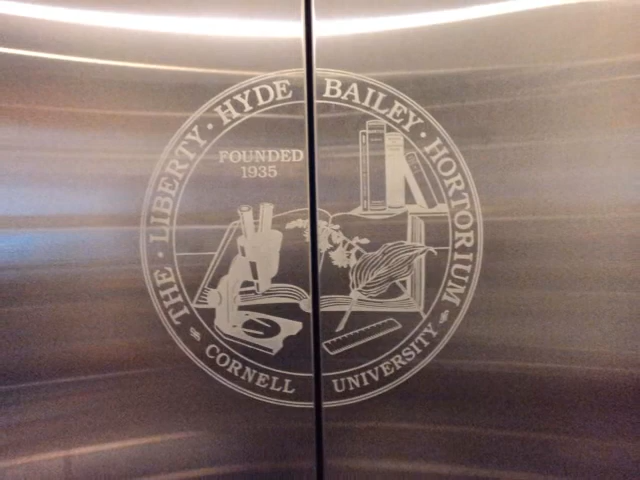 THE · LIBERTY · HYDE BAILEY · HORTORIUM
FOUNDED
1935
CORNELL UNIVERSITY